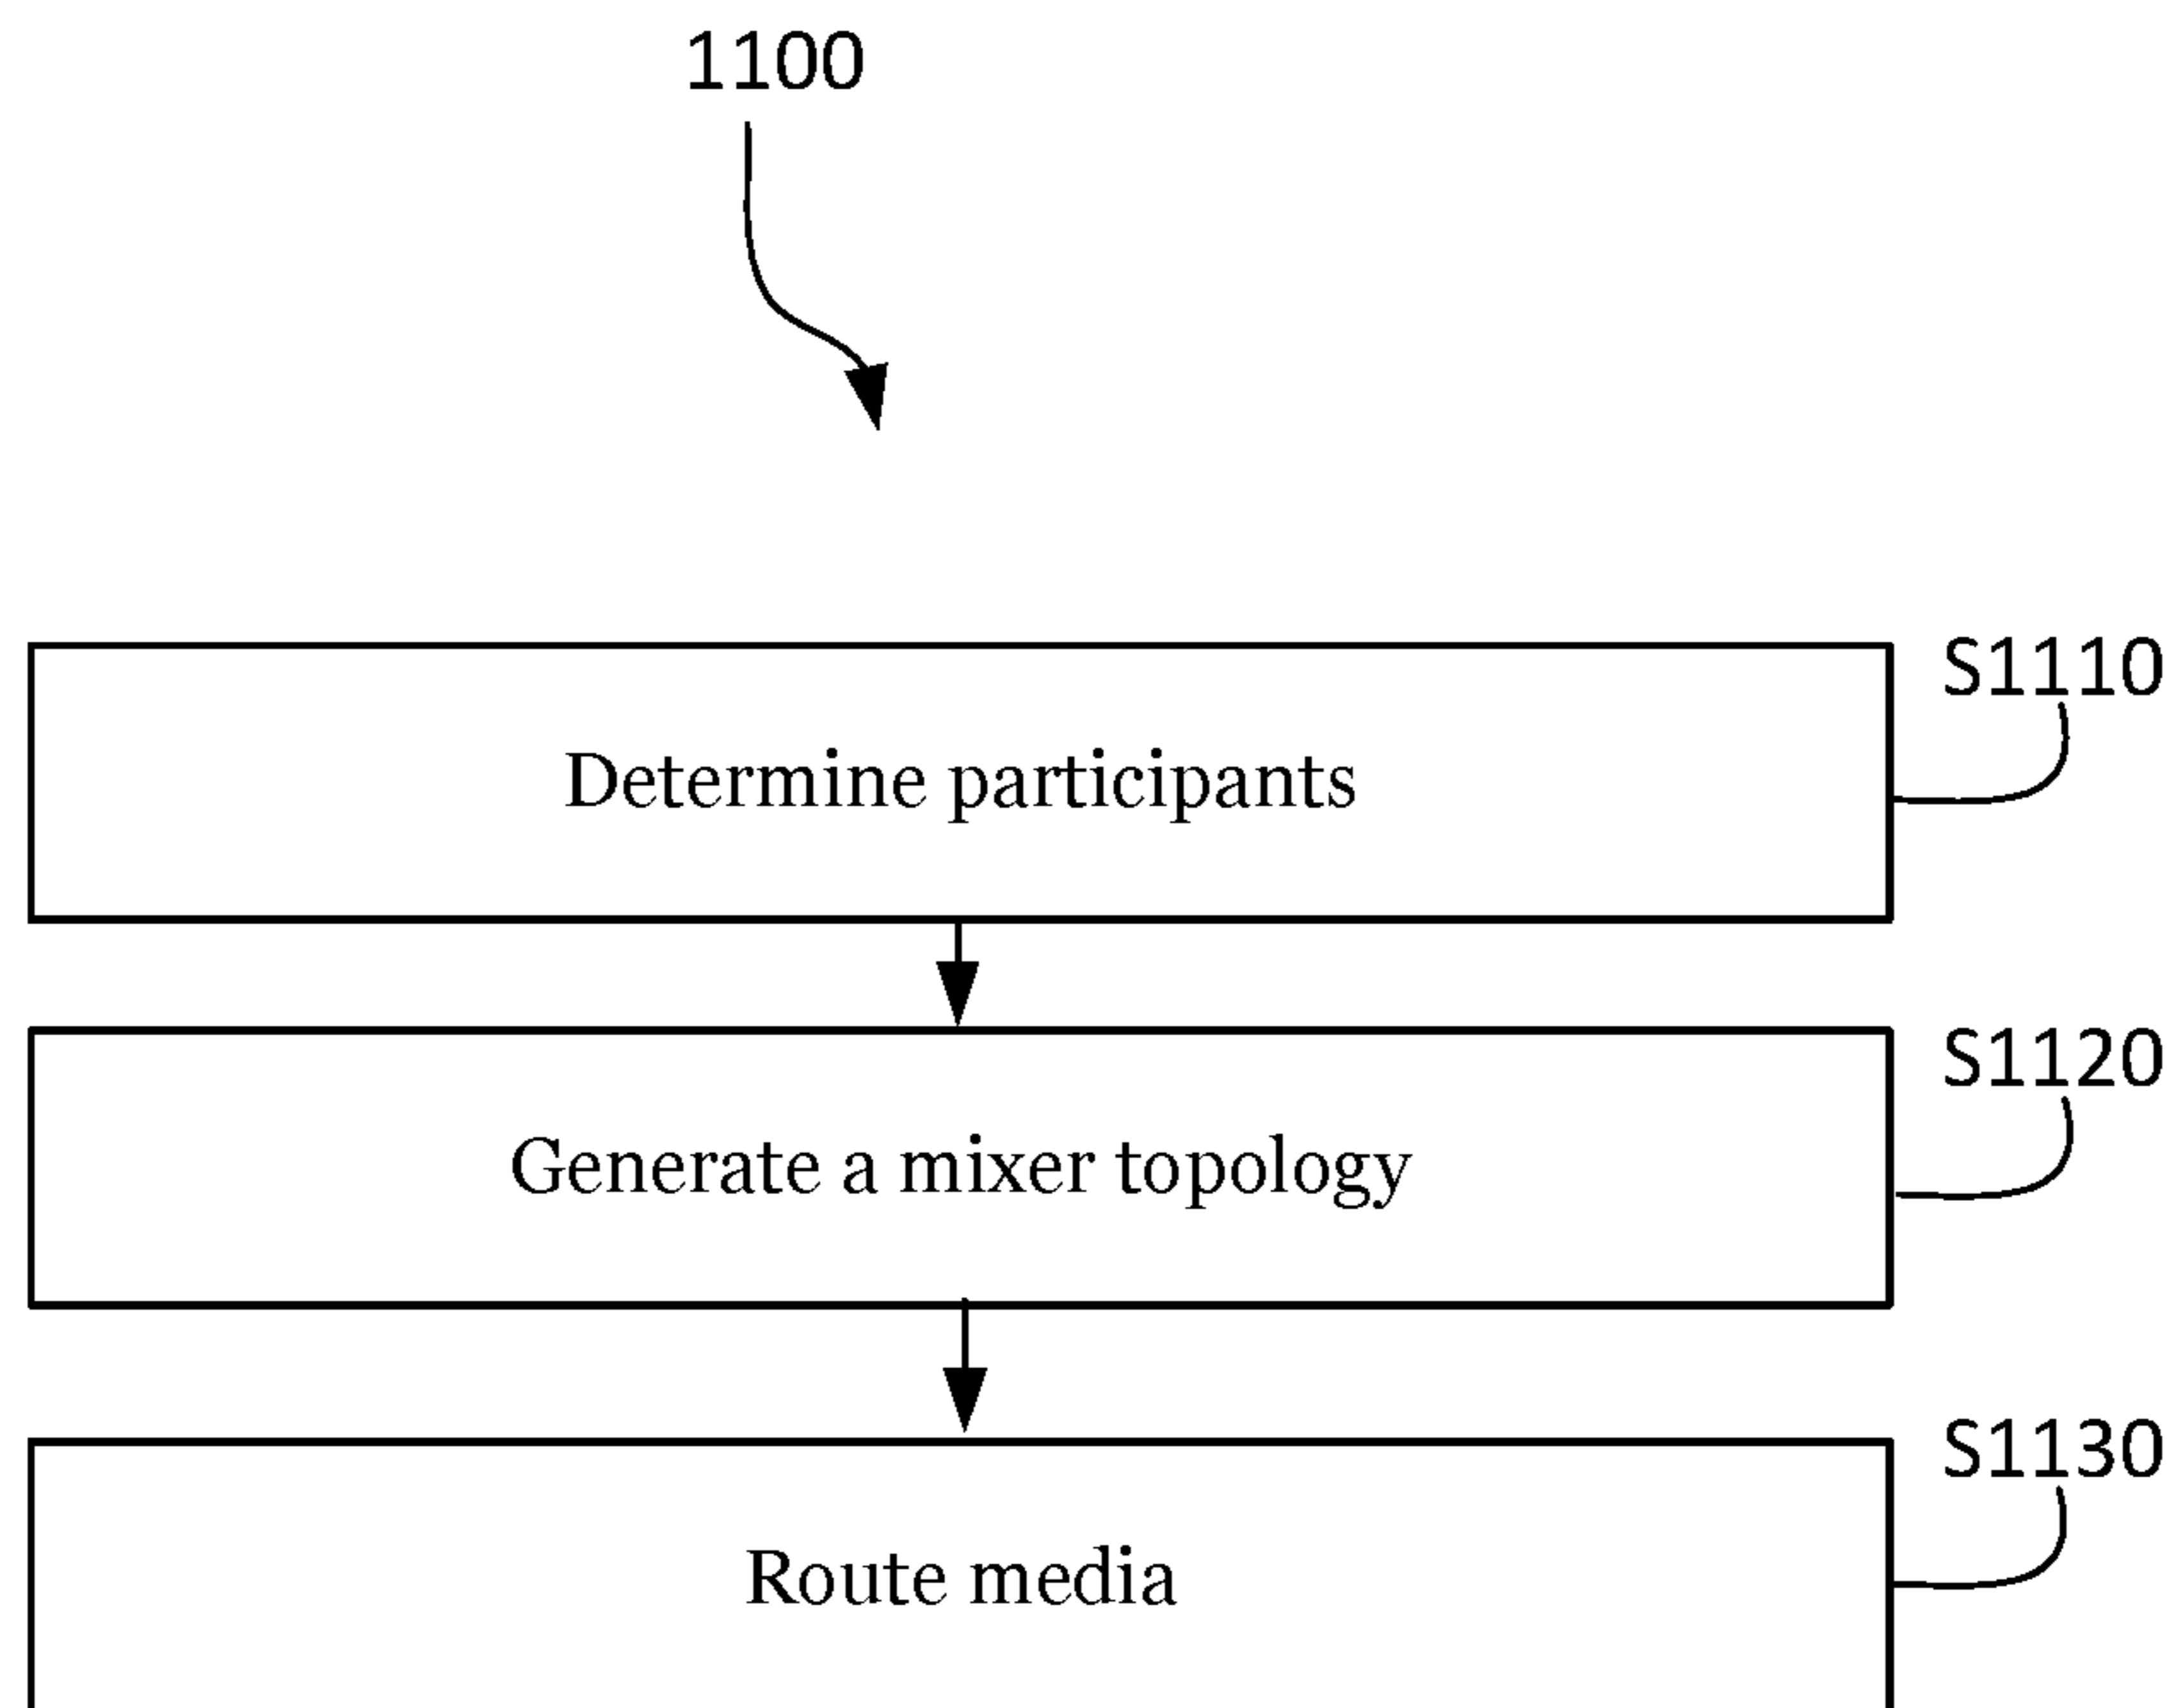 1100
S1110
Determine participants
S1120
Generate a mixer topology
S1130
Route media